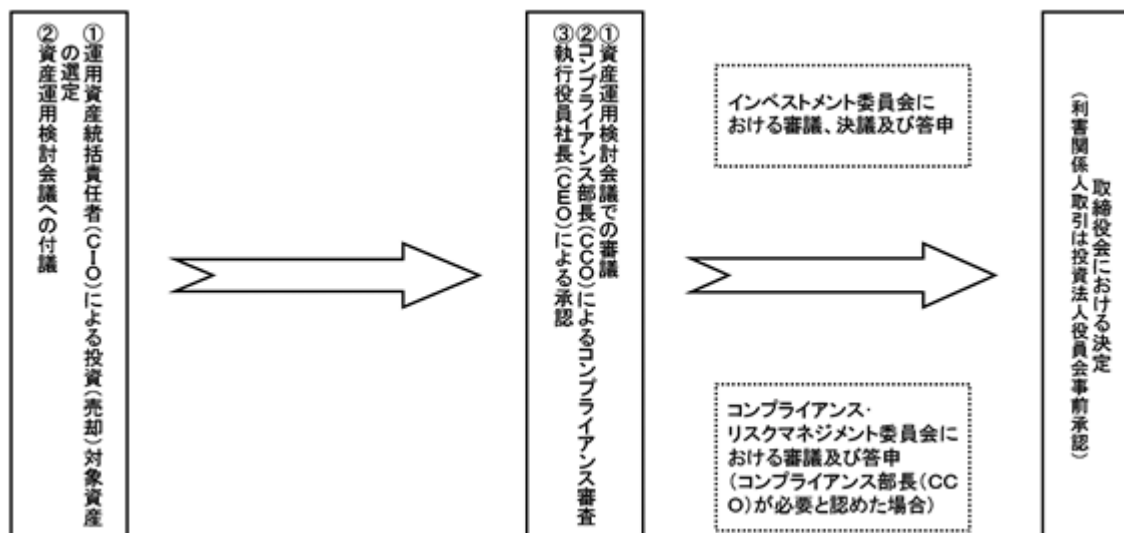 ①運用資産統括責任者(CIO)による投資(売却)対象資産
の選定
②資産運用検討会議への付議
①資産運用検討会議での審議
②コンプライアンス部長(CCO)によるコンプライアンス審査
③執行役員社長(CEO)による承認
インベストメント委員会に
おける審議、決議及び答申
コンプライアンス・
リスクマネジメント委員会に
おける審議及び答申
(コンプライアンス部長(CC
O)が必要と認めた場合)
取締役会における決定
(利害関係人取引は投資法人役員会事前承認)